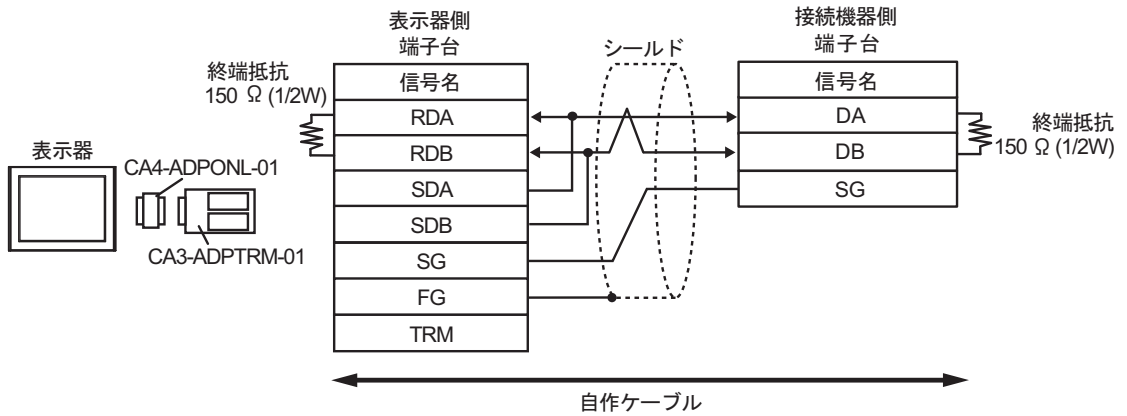 表示器
CA4-ADPONL-01
CA3-ADPTRM-01
終端抵抗
150 Ω (1/2W)
表示器側
端子台
信号名
RDA
RDB
SDA
SDB
SG
FG
TRM
シールド
接続機器側
端子台
信号名
DA
DB
SG
終端抵抗
150 Ω (1/2W)
自作ケーブル